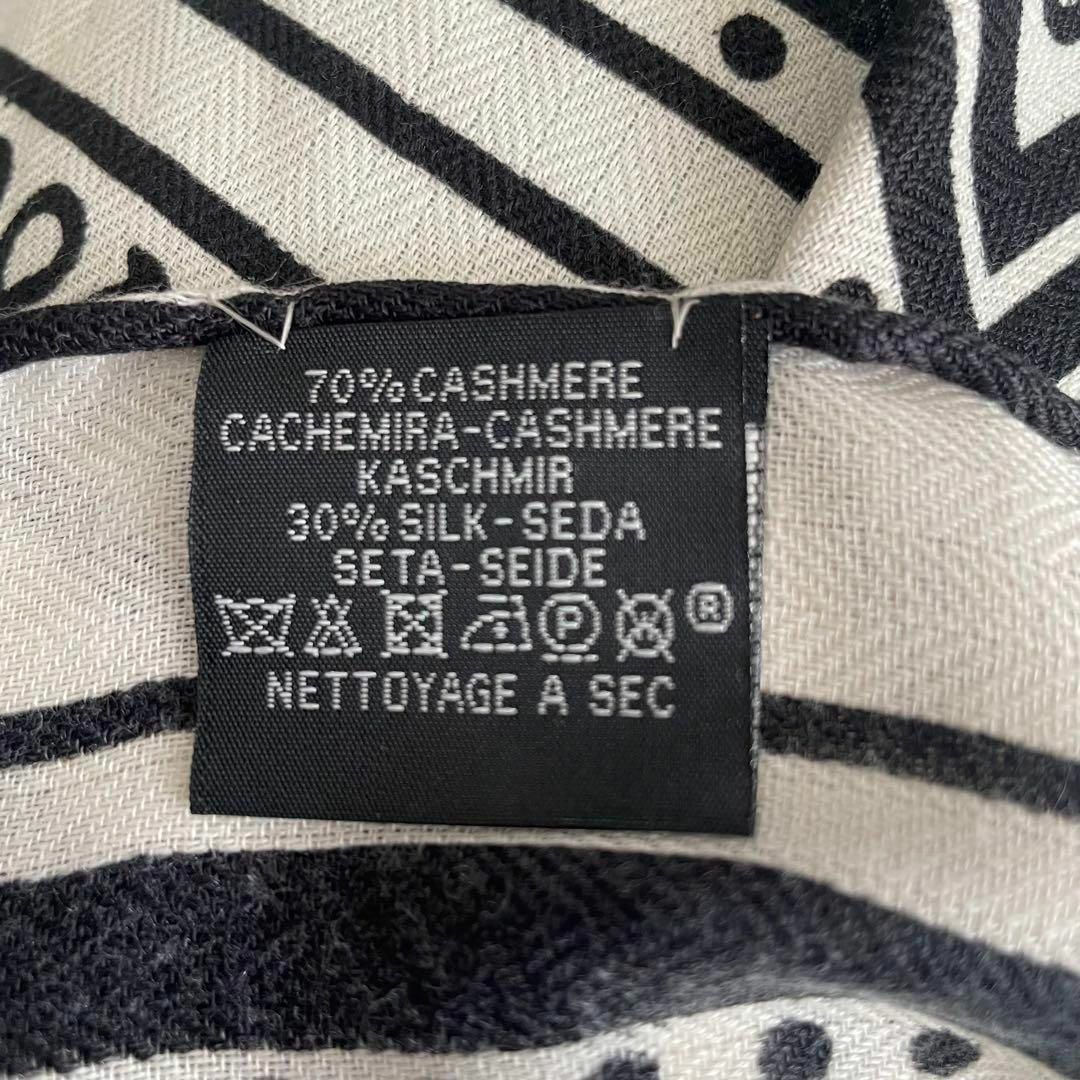 70% CASHMERE
CACHEMIRA-CASHMERE
KASCHMIR
30% SILK-SEDA
SETA-SEIDE
P ®
NETTOYAGE A SEC